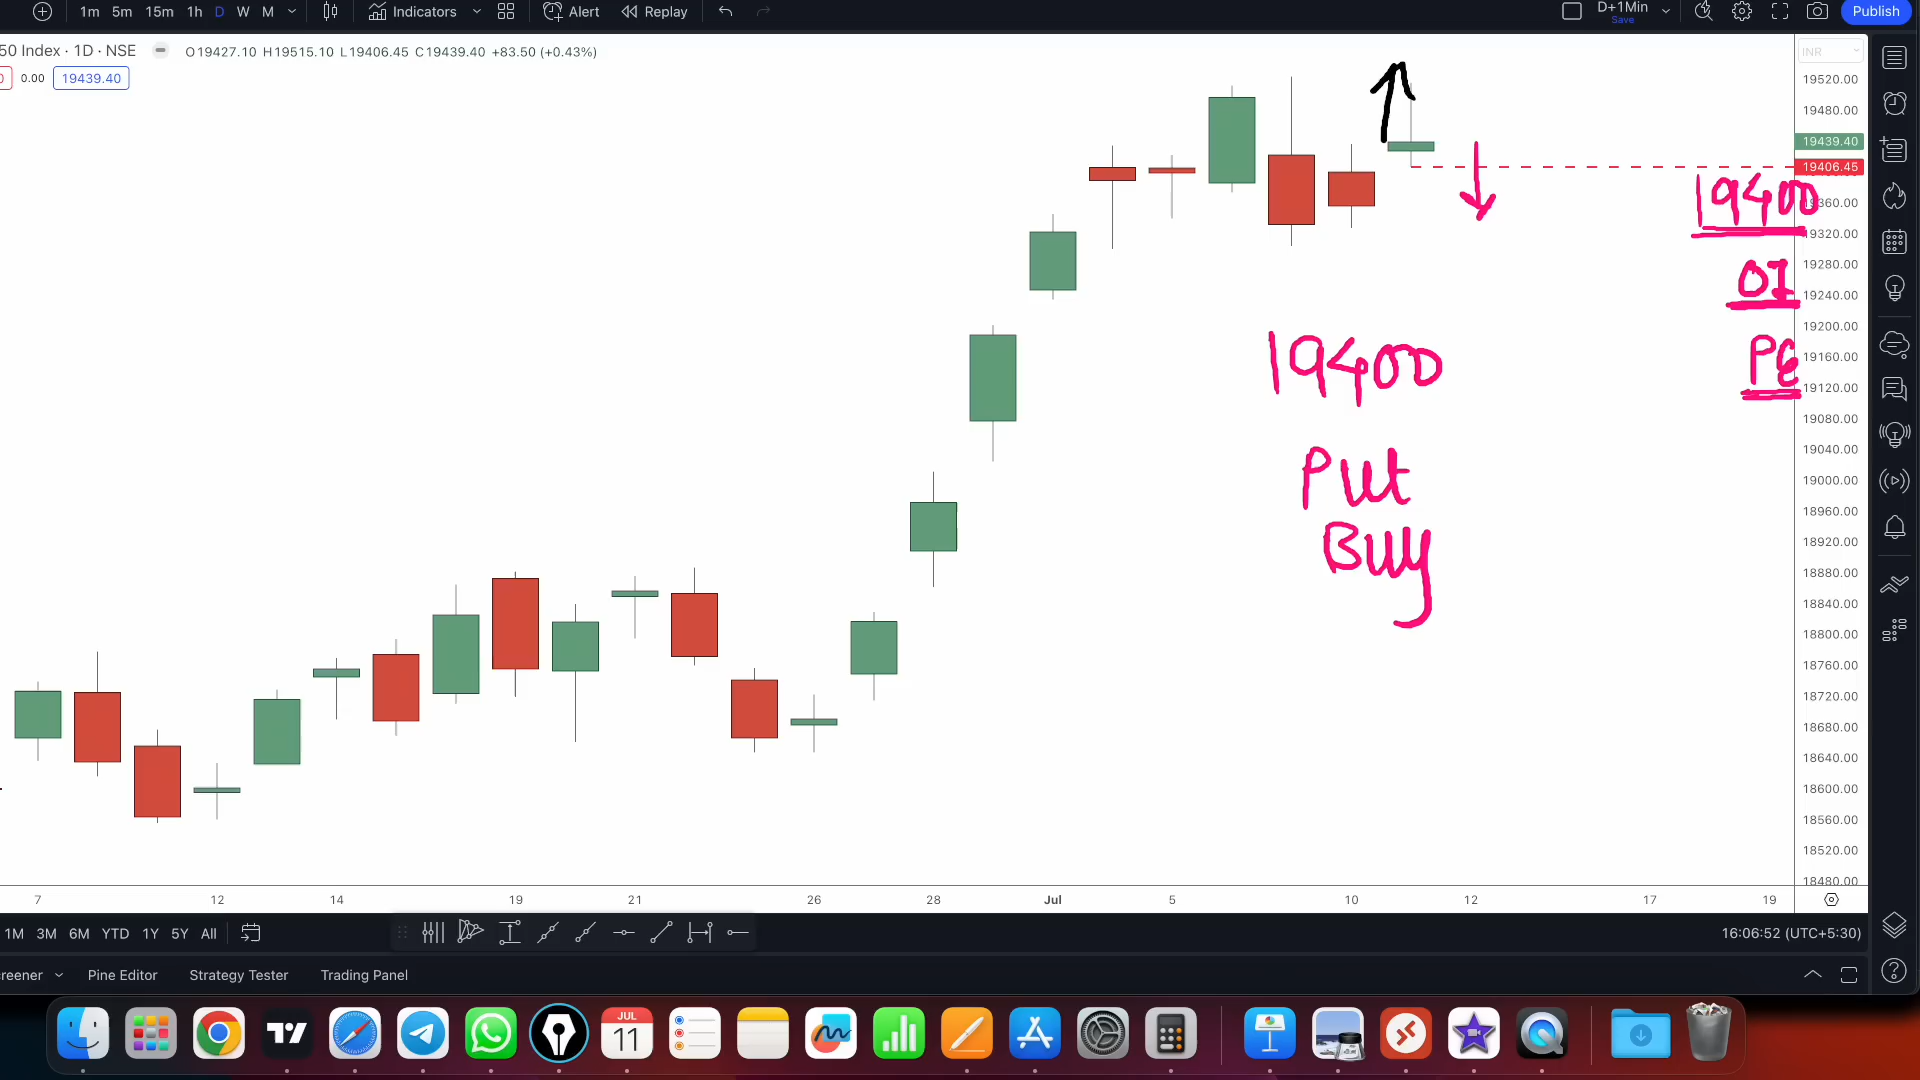 1m 5m 15m 1h D W M Indicators Alert Replay D+1Min Save Publish
50 Index · 1D · NSE O19427.10 H19515.10 L19406.45 C19439.40 +83.50 (+0.43%)
0.00 19439.40
INR
19520.00
19480.00
19439.40
19406.45
19400
19360.00
19320.00
19280.00
OI
19240.00
19200.00
19400
PE
19160.00
19120.00
19080.00
19040.00
Put
19000.00
18960.00
Buy
18920.00
18880.00
18840.00
18800.00
18760.00
18720.00
18680.00
18640.00
18600.00
18560.00
18520.00
18480.00
7 12 14 19 21 26 28 Jul 5 10 12 17 19
1M 3M 6M YTD 1Y 5Y All 16:06:52 (UTC+5:30)
reener Pine Editor Strategy Tester Trading Panel
JUL
11